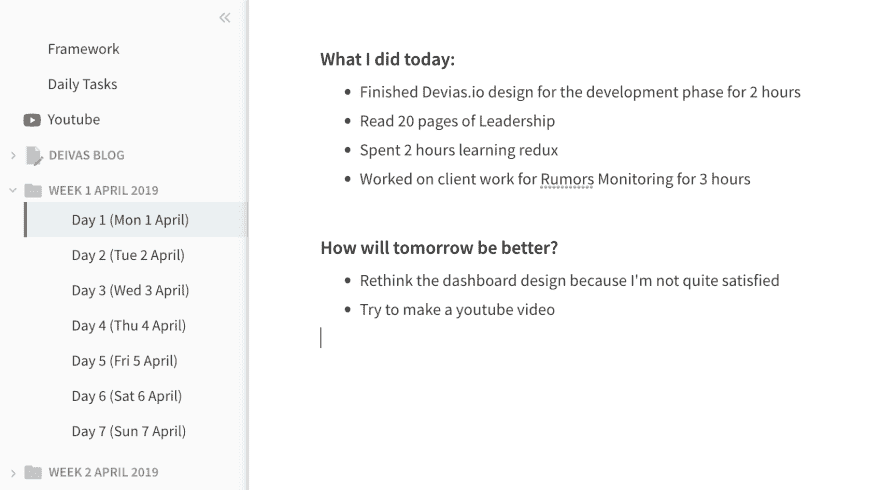 Framework
Daily Tasks
Youtube
DEIVAS BLOG
WEEK 1 APRIL 2019
Day 1 (Mon 1 April)
Day 2 (Tue 2 April)
Day 3 (Wed 3 April)
Day 4 (Thu 4 April)
Day 5 (Fri 5 April)
Day 6 (Sat 6 April)
Day 7 (Sun 7 April)
WEEK 2 APRIL 2019
What I did today:
Finished Devias.io design for the development phase for 2 hours
Read 20 pages of Leadership
Spent 2 hours learning redux
Worked on client work for Rumors Monitoring for 3 hours
How will tomorrow be better?
Rethink the dashboard design because I'm not quite satisfied
Try to make a youtube video